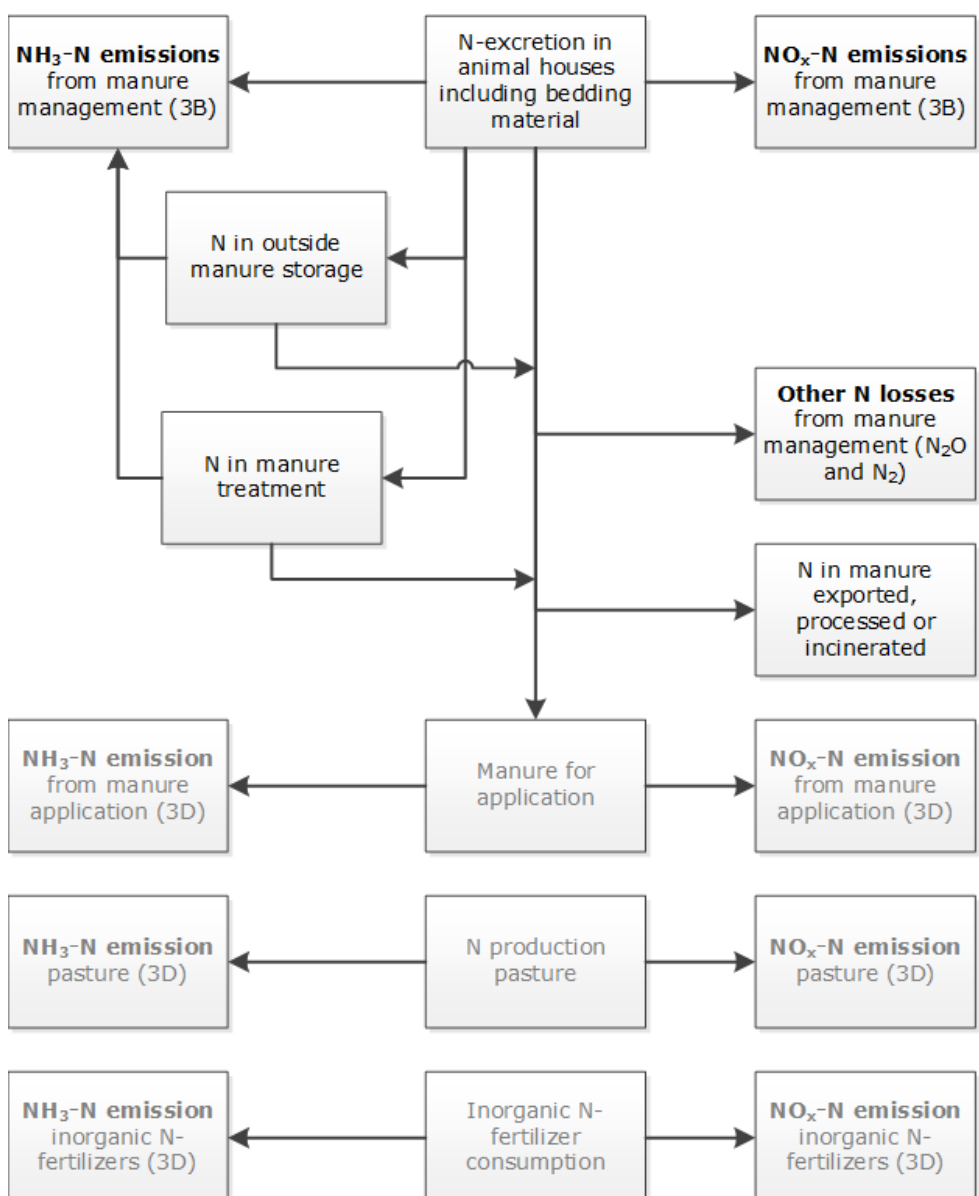 NH₃-N emissions
from manure
management (3B)
N-excretion in
animal houses
including bedding
material
NOₓ-N emissions
from manure
management (3B)
N in outside
manure storage
Other N losses
from manure
management (N₂O
and N₂)
N in manure
treatment
N in manure
exported,
processed or
incinerated
NH₃-N emission
from manure
application (3D)
Manure for
application
NOₓ-N emission
from manure
application (3D)
NH₃-N emission
pasture (3D)
N production
pasture
NOₓ-N emission
pasture (3D)
NH₃-N emission
inorganic N-
fertilizers (3D)
Inorganic N-
fertilizer
consumption
NOₓ-N emission
inorganic N-
fertilizers (3D)